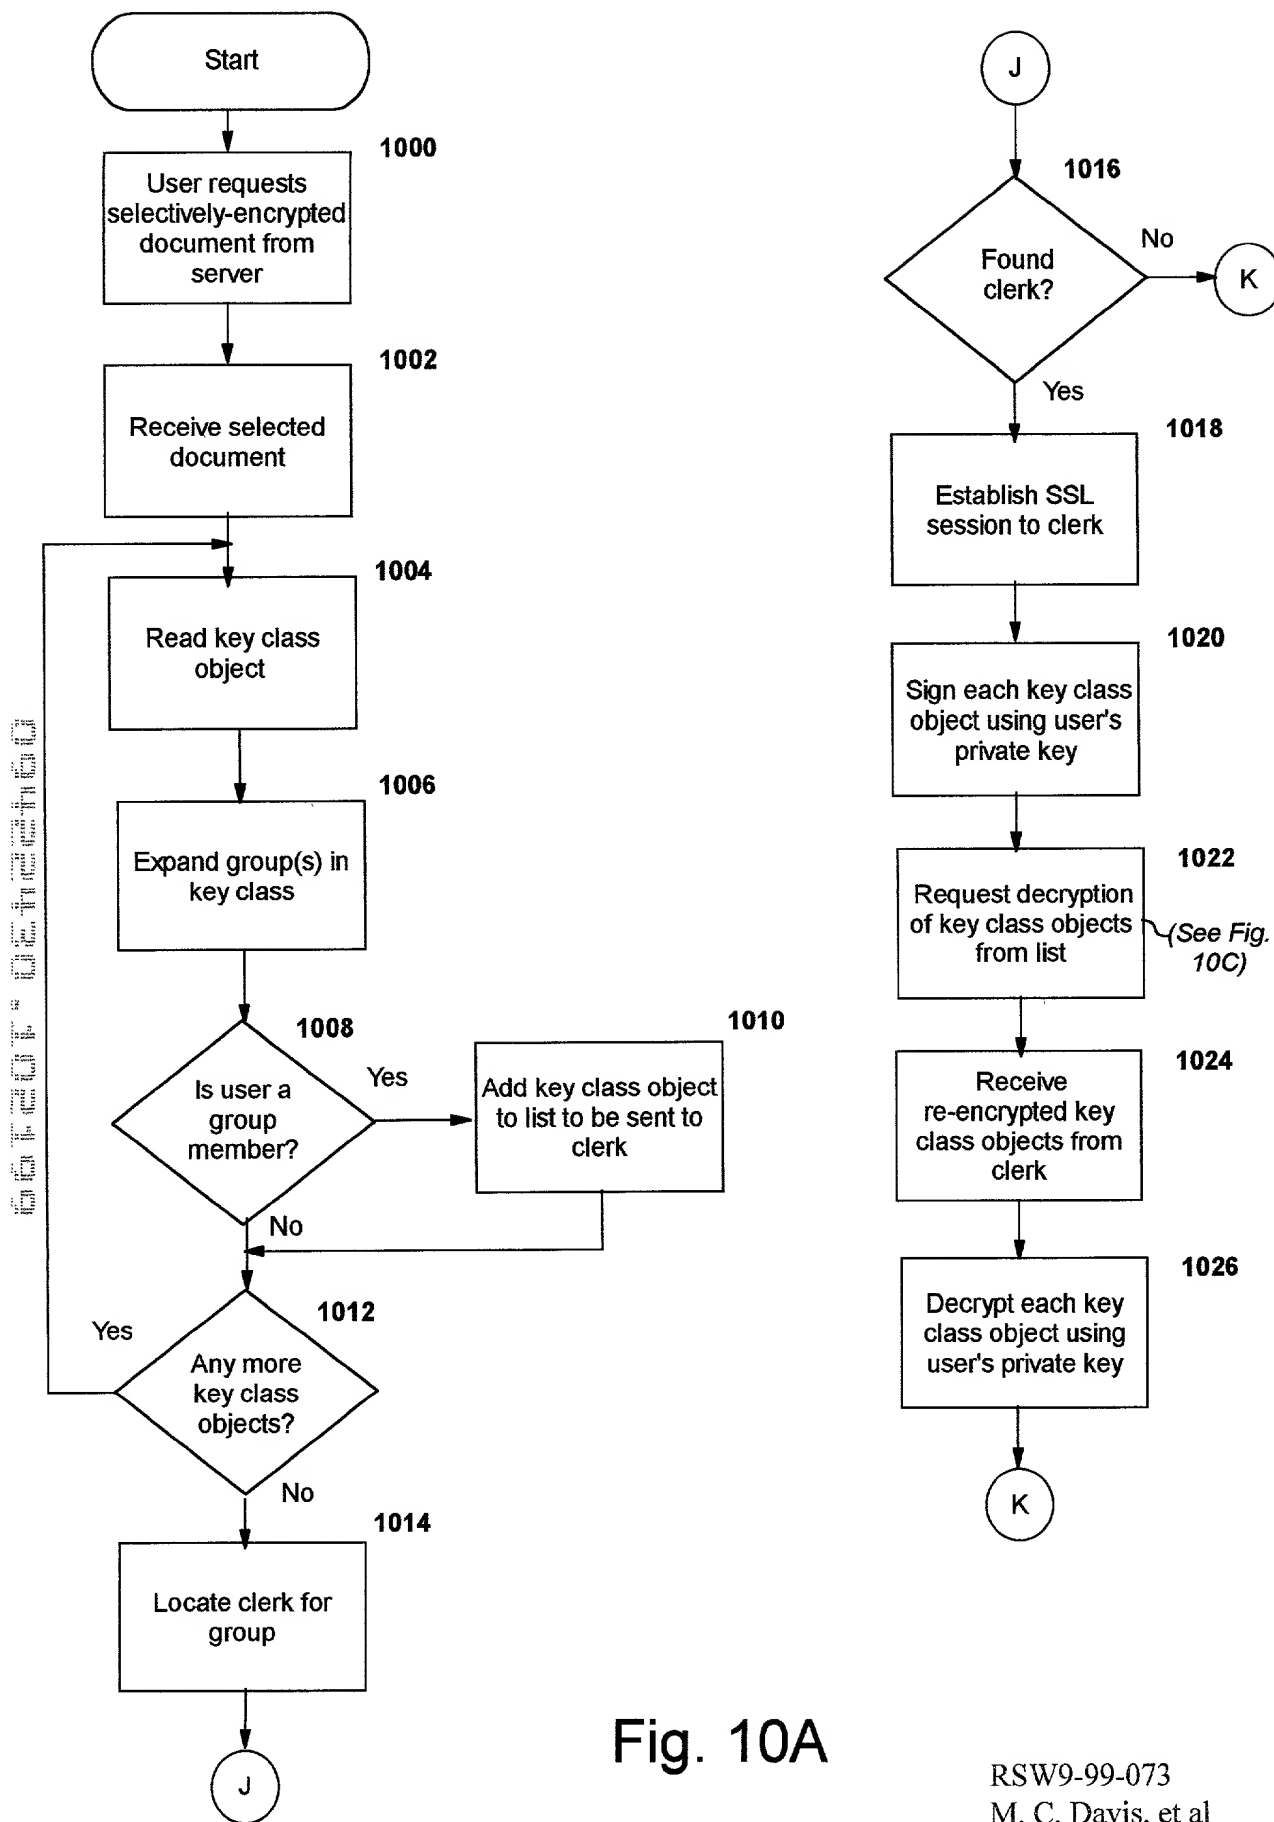 Start
1000
User requests
selectively-encrypted
document from
server
1002
Receive selected
document
1004
Read key class
object
1006
Expand group(s) in
key class
1008
Is user a
group
member?
Yes
1010
Add key class object
to list to be sent to
clerk
No
1012
Yes
Any more
key class
objects?
No
1014
Locate clerk for
group
J
J
1016
Found
clerk?
No
K
Yes
1018
Establish SSL
session to clerk
1020
Sign each key class
object using user's
private key
1022
Request decryption
of key class objects
from list
(See Fig.
10C)
1024
Receive
re-encrypted key
class objects from
clerk
1026
Decrypt each key
class object using
user's private key
K
Fig. 10A
RSW9-99-073
M. C. Davis, et al